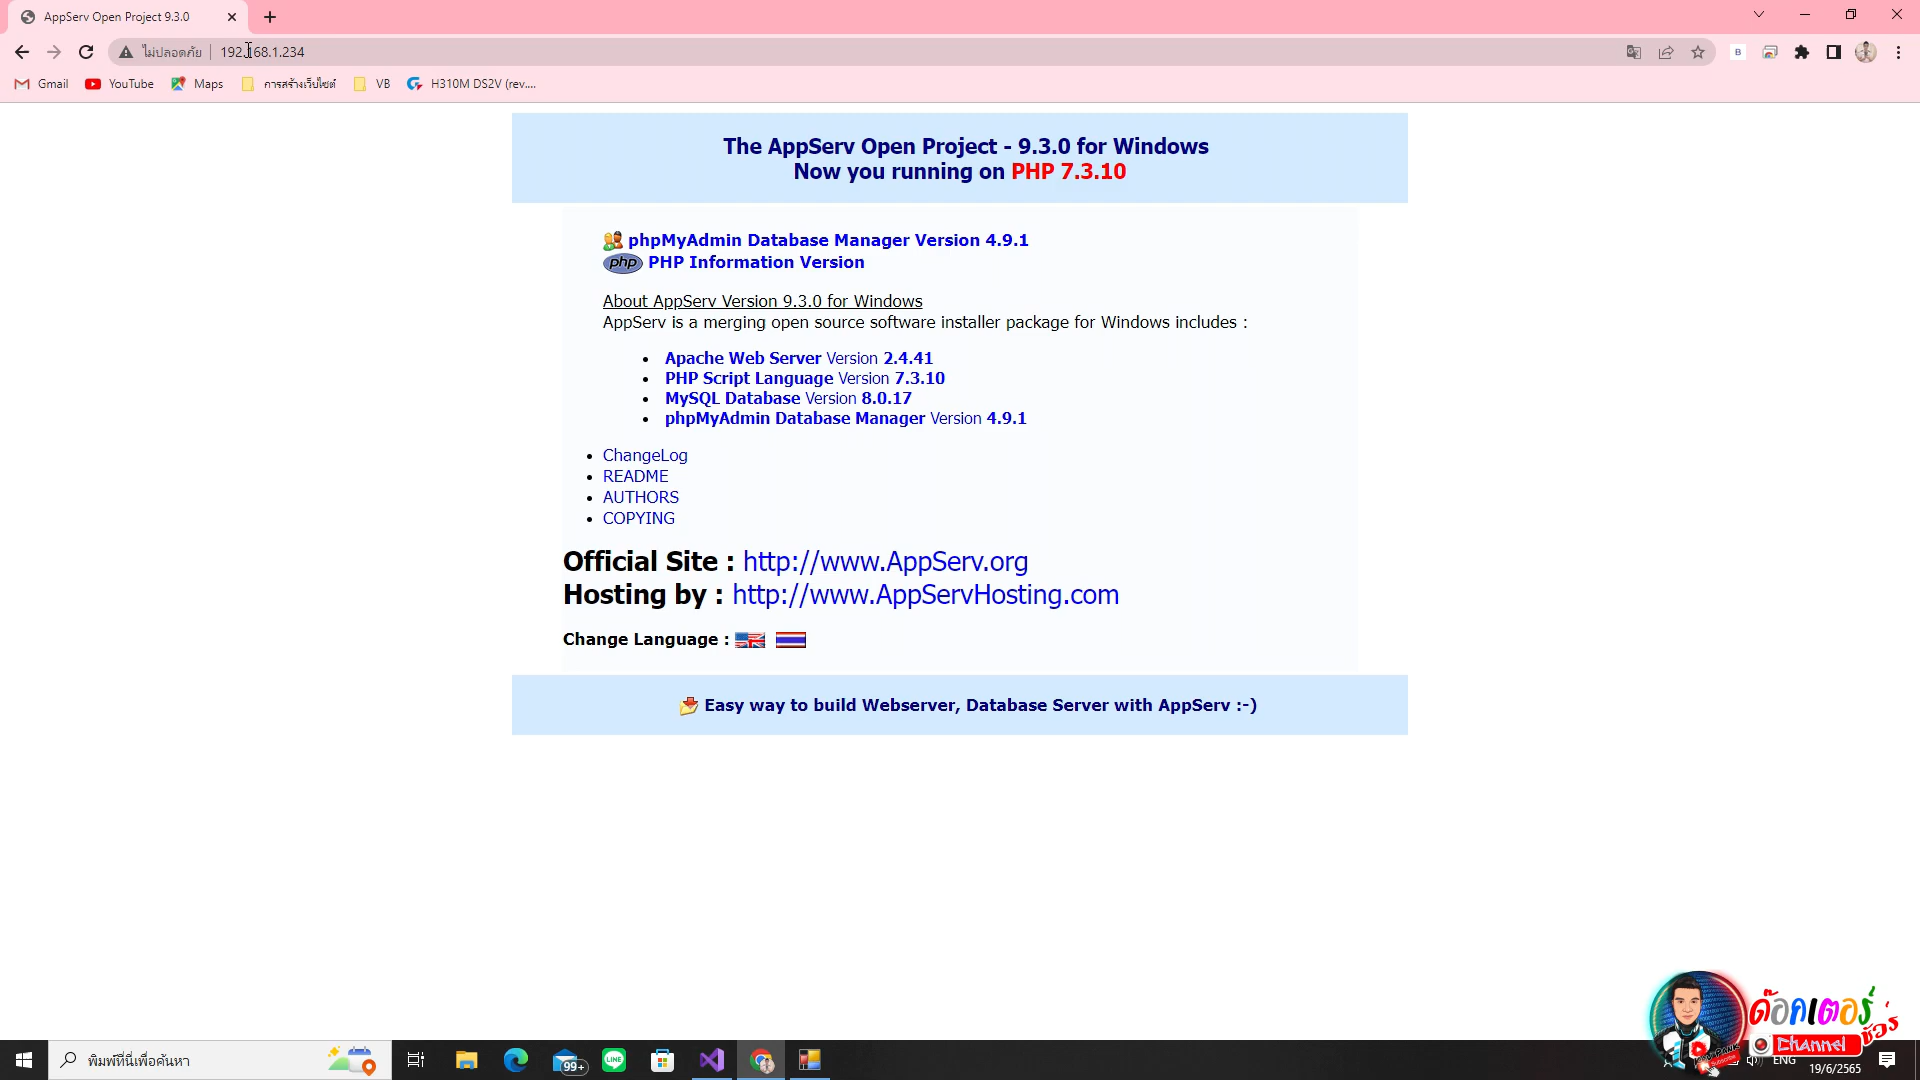 AppServ Open Project 9.3.0
ไม่ปลอดภัย 192.168.1.234
Gmail YouTube Maps การสร้างเว็บไซต์ VB H310M DS2V (rev....
The AppServ Open Project - 9.3.0 for Windows
Now you running on PHP 7.3.10
phpMyAdmin Database Manager Version 4.9.1
php PHP Information Version
About AppServ Version 9.3.0 for Windows
AppServ is a merging open source software installer package for Windows includes :
Apache Web Server Version 2.4.41
PHP Script Language Version 7.3.10
MySQL Database Version 8.0.17
phpMyAdmin Database Manager Version 4.9.1
ChangeLog
README
AUTHORS
COPYING
Official Site : http://www.AppServ.org
Hosting by : http://www.AppServHosting.com
Change Language :
Easy way to build Webserver, Database Server with AppServ :-)
ด๊อกเตอร์
ชัวร์
Channel
พิมพ์ที่นี่เพื่อค้นหา 99+ LINE ENG
19/6/2565